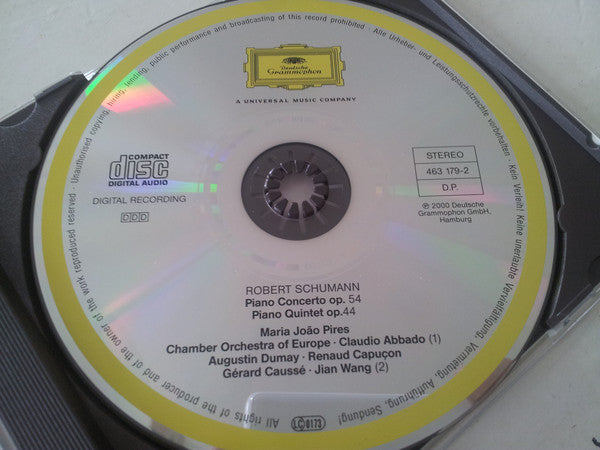 Unauthorised copying, hiring, lending, public performance and broadcasting of this record prohibited · Alle Urheber- und Leistungsschutzrechte vorbehalten · Kein Verleih! Keine unerlaubte Vervielfältigung, Vermietung, Aufführung, Sendung!
Deutsche
Grammophon
A UNIVERSAL MUSIC COMPANY
COMPACT
disc
DIGITAL AUDIO
DIGITAL RECORDING
DDD
STEREO
463 179-2
D.P.
℗ 2000 Deutsche
Grammophon GmbH,
Hamburg
ROBERT SCHUMANN
Piano Concerto op. 54
Piano Quintet op.44
Maria João Pires
Chamber Orchestra of Europe · Claudio Abbado (1)
Augustin Dumay · Renaud Capuçon
Gérard Caussé · Jian Wang (2)
All rights of the producer and of the owner of the work reproduced reserved ·
LC 0173